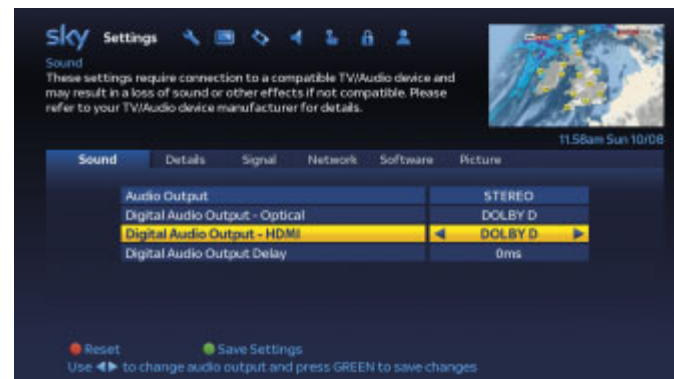 sky Settings
Sound
These settings require connection to a compatible TV/Audio device and
may result in a loss of sound or other effects if not compatible. Please
refer to your TV/Audio device manufacturer for details.
11.58am Sun 10/08
Sound Details Signal Network Software Picture
Audio Output STEREO
Digital Audio Output - Optical DOLBY D
Digital Audio Output - HDMI DOLBY D
Digital Audio Output Delay 0ms
Reset Save Settings
Use ◀▶ to change audio output and press GREEN to save changes